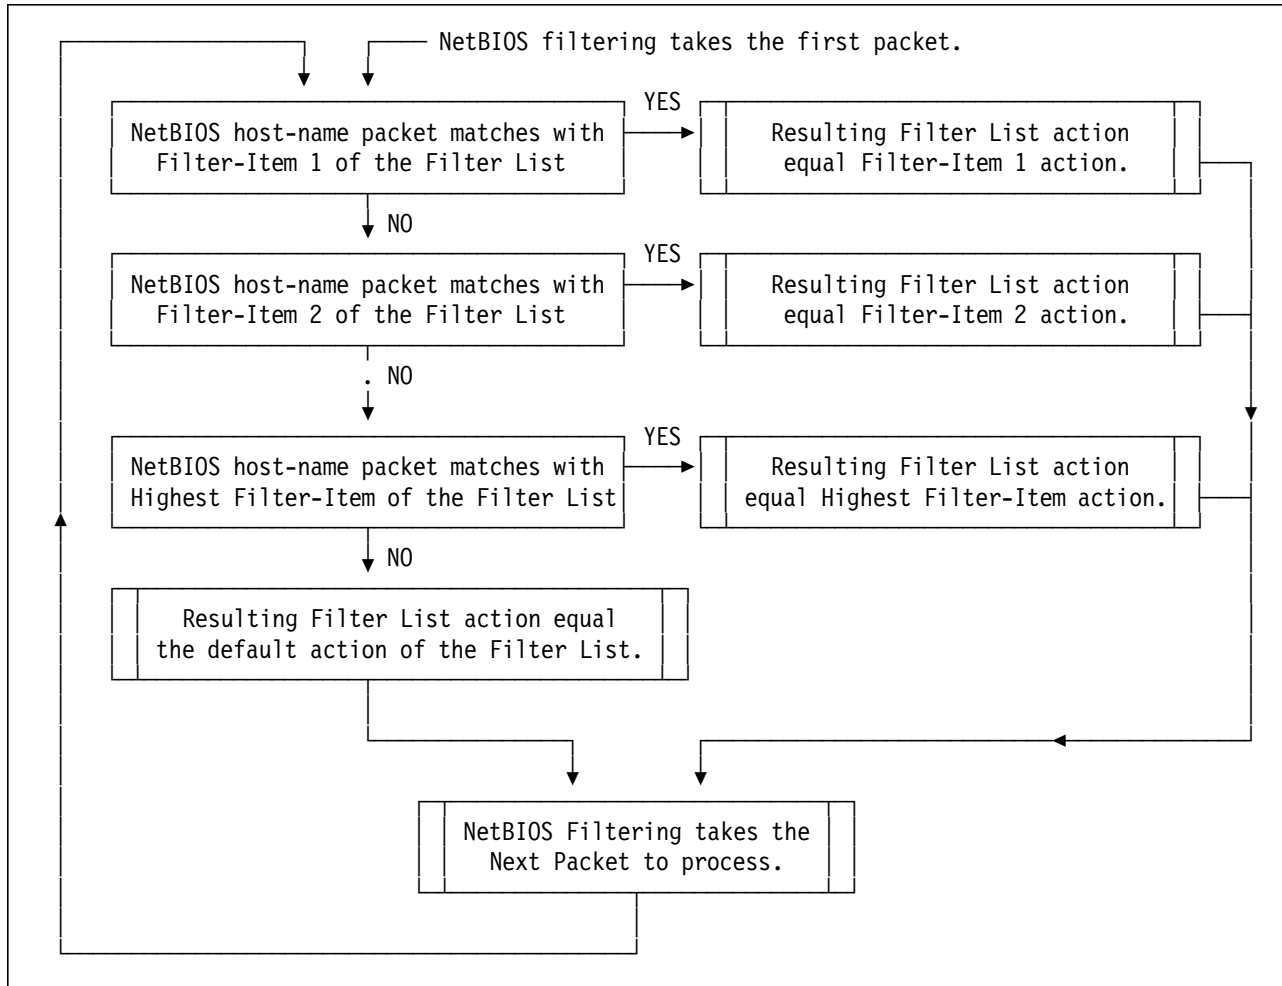 NetBIOS filtering takes the first packet.
NetBIOS host-name packet matches with
Filter-Item 1 of the Filter List
YES
Resulting Filter List action
equal Filter-Item 1 action.
NO
NetBIOS host-name packet matches with
Filter-Item 2 of the Filter List
YES
Resulting Filter List action
equal Filter-Item 2 action.
. NO
NetBIOS host-name packet matches with
Highest Filter-Item of the Filter List
YES
Resulting Filter List action
equal Highest Filter-Item action.
NO
Resulting Filter List action equal
the default action of the Filter List.
NetBIOS Filtering takes the
Next Packet to process.